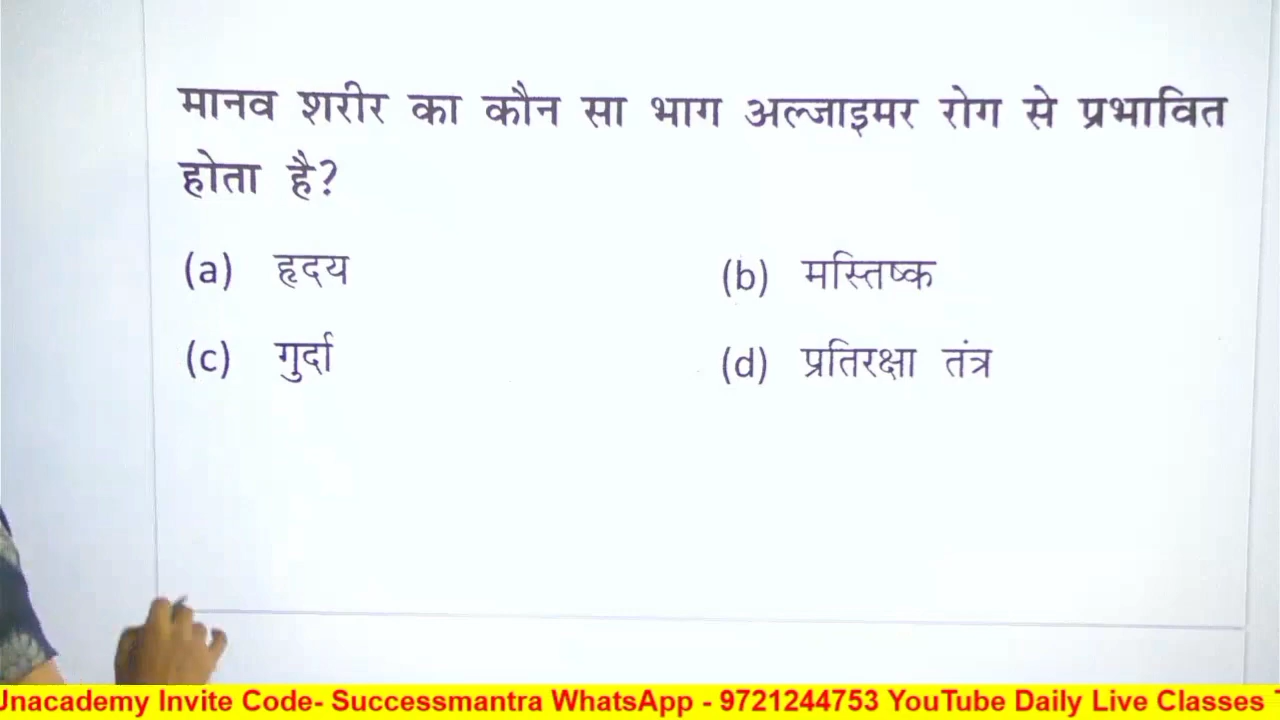 मानव शरीर का कौन सा भाग अल्जाइमर रोग से प्रभावित
होता है?
(a) हृदय (b) मस्तिष्क
(c) गुर्दा (d) प्रतिरक्षा तंत्र
Unacademy Invite Code- Successmantra WhatsApp - 9721244753 YouTube Daily Live Classes